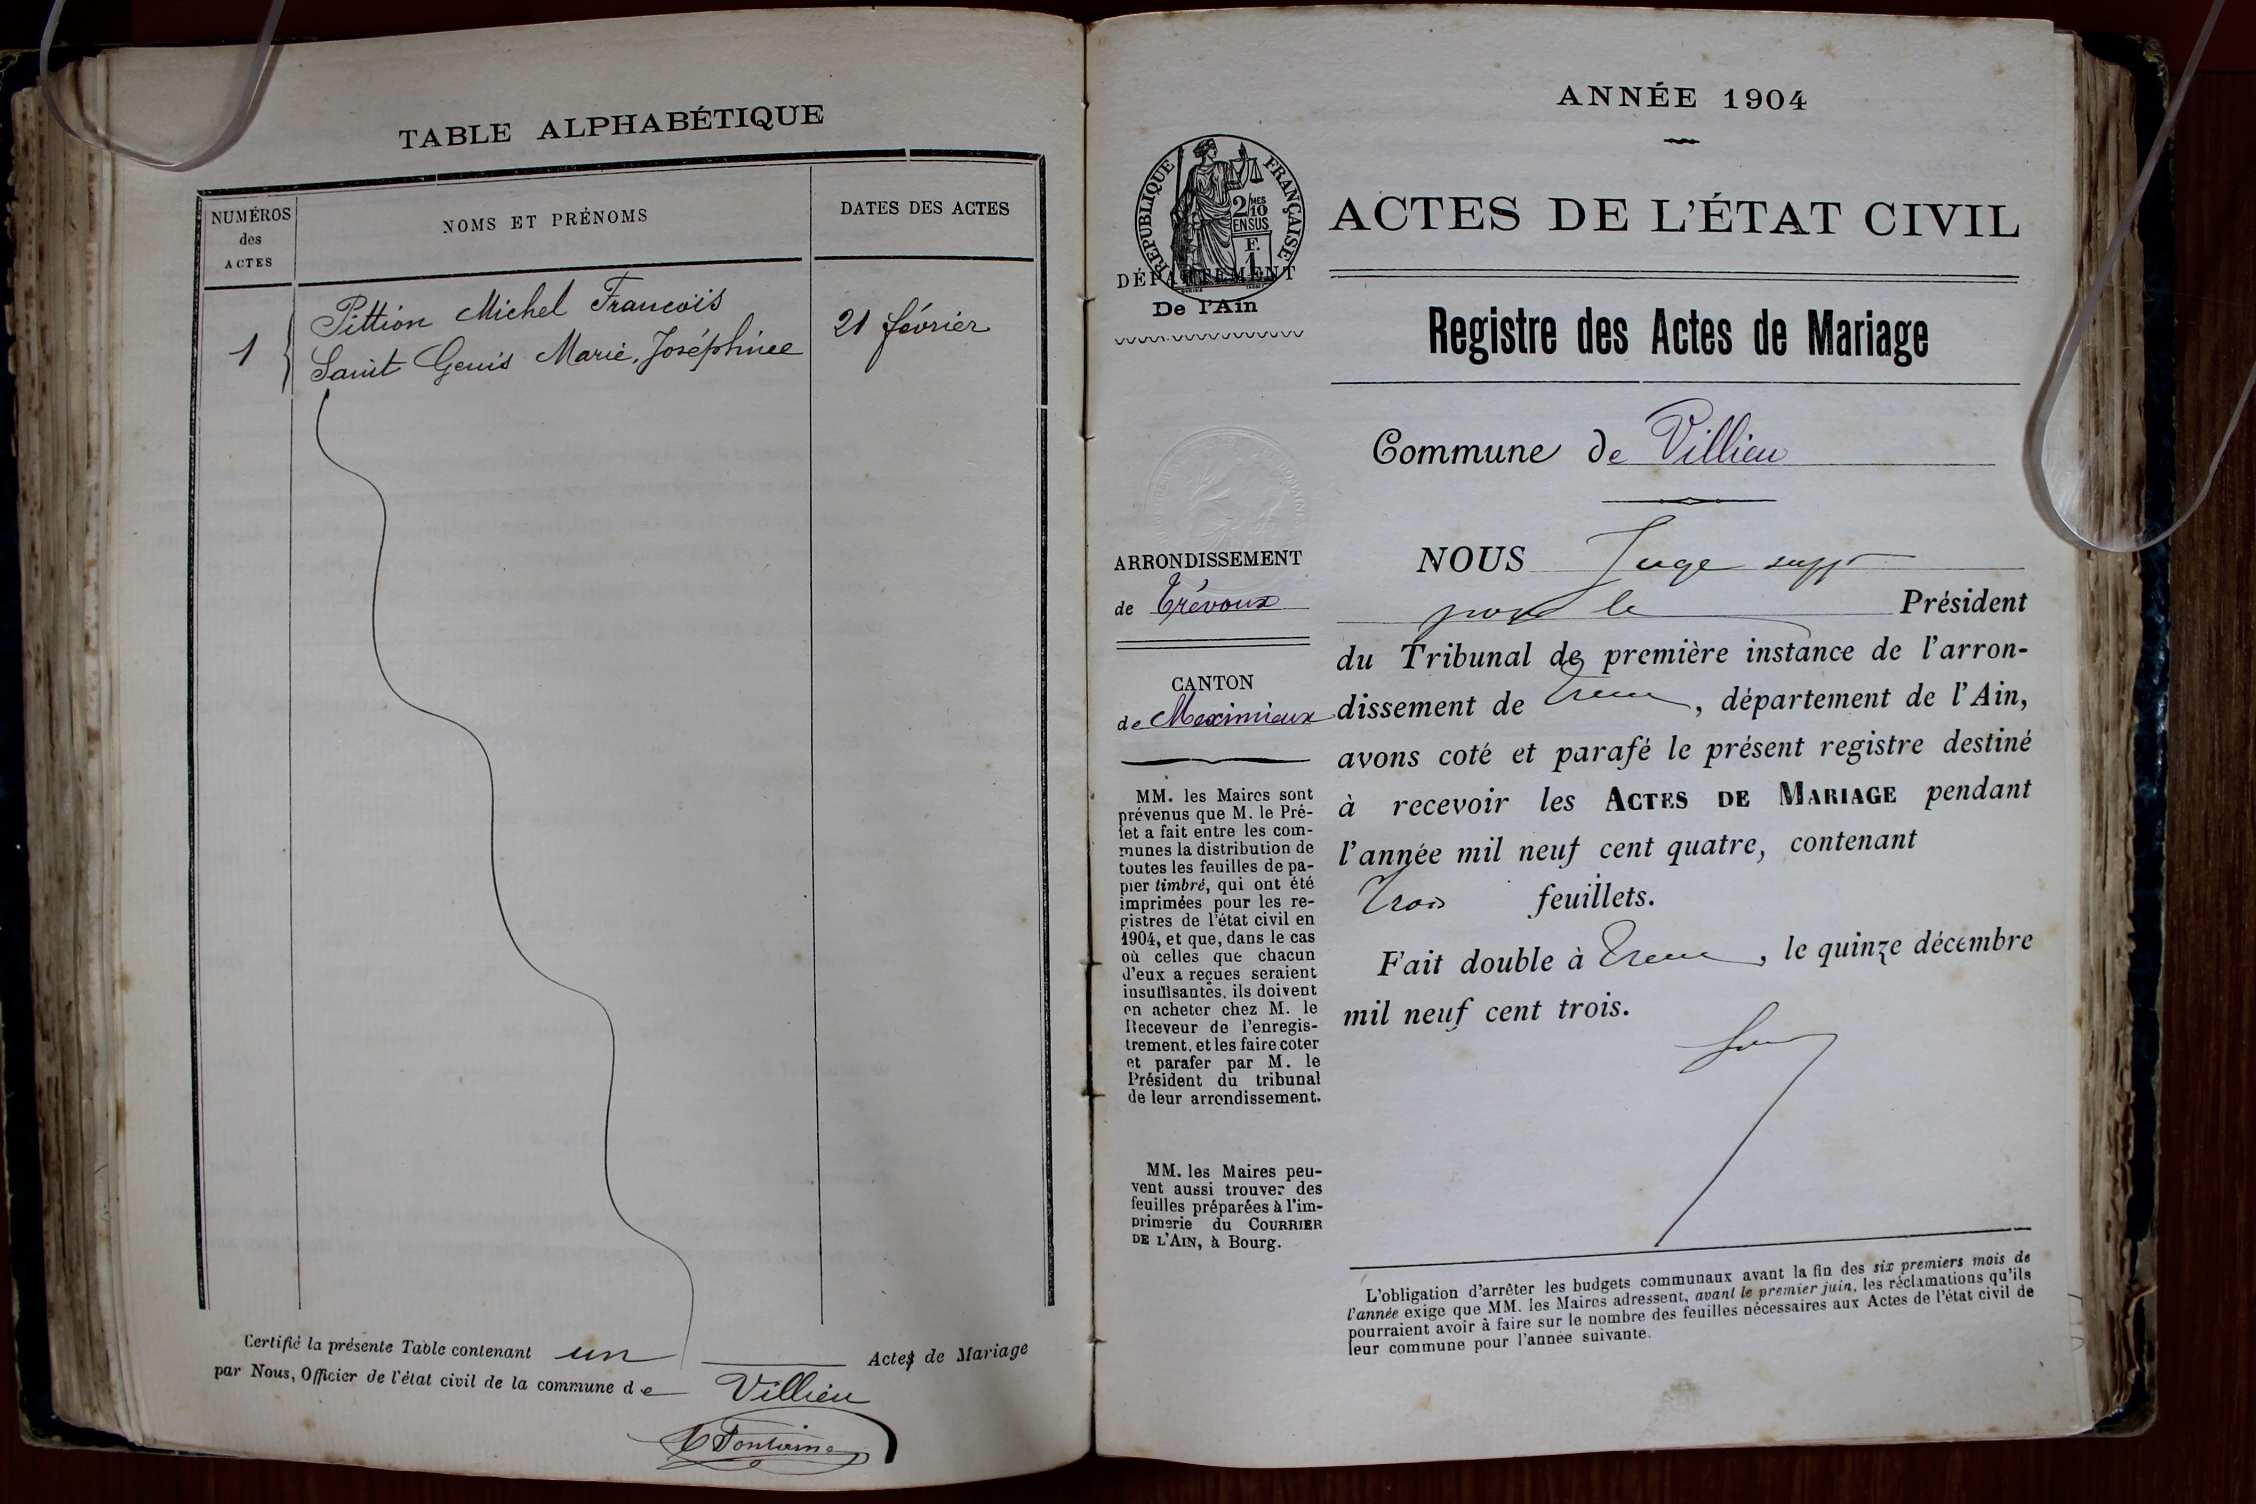 TABLE ALPHABÉTIQUE
NUMÉROS
des
ACTES
NOMS ET PRÉNOMS
DATES DES ACTES
Pittion Michel Francois
1
Saint Genis Marie, Joséphine
21 février
Certifié la présente Table contenant un Actes de Mariage
par Nous, Officier de l'état civil de la commune de Villieu
Fontaine
ANNÉE 1904
RÉPUBLIQUE FRANÇAISE
2/10 MES
EN SUS
F.
1
DÉPARTEMENT
De l'Ain
ARRONDISSEMENT
de Trévoux
CANTON
de Meximieux
MM. les Maires sont
prévenus que M. le Pré-
fet a fait entre les com-
munes la distribution de
toutes les feuilles de pa-
pier timbré, qui ont été
imprimées pour les re-
gistres de l'état civil en
1904, et que, dans le cas
où celles que chacun
d'eux a reçues seraient
insuffisantes, ils doivent
en acheter chez M. le
Receveur de l'enregis-
trement, et les faire coter
et parafer par M. le
Président du tribunal
de leur arrondissement.
MM. les Maires peu-
vent aussi trouver des
feuilles préparées à l'im-
primerie du COURRIER
DE L'AIN, à Bourg.
ACTES DE L'ÉTAT CIVIL
Registre des Actes de Mariage
Commune de Villieu
NOUS Juge suppt
pour le Président
du Tribunal de première instance de l'arron-
dissement de , département de l'Ain,
avons coté et parafé le présent registre destiné
à recevoir les ACTES DE MARIAGE pendant
l'année mil neuf cent quatre, contenant
Trois feuillets.
Fait double à , le quinze décembre
mil neuf cent trois.
L'obligation d'arrêter les budgets communaux avant la fin des six premiers mois de
l'année exige que MM. les Maires adressent, avant le premier juin, les réclamations qu'ils
pourraient avoir à faire sur le nombre des feuilles nécessaires aux Actes de l'état civil de
leur commune pour l'année suivante.